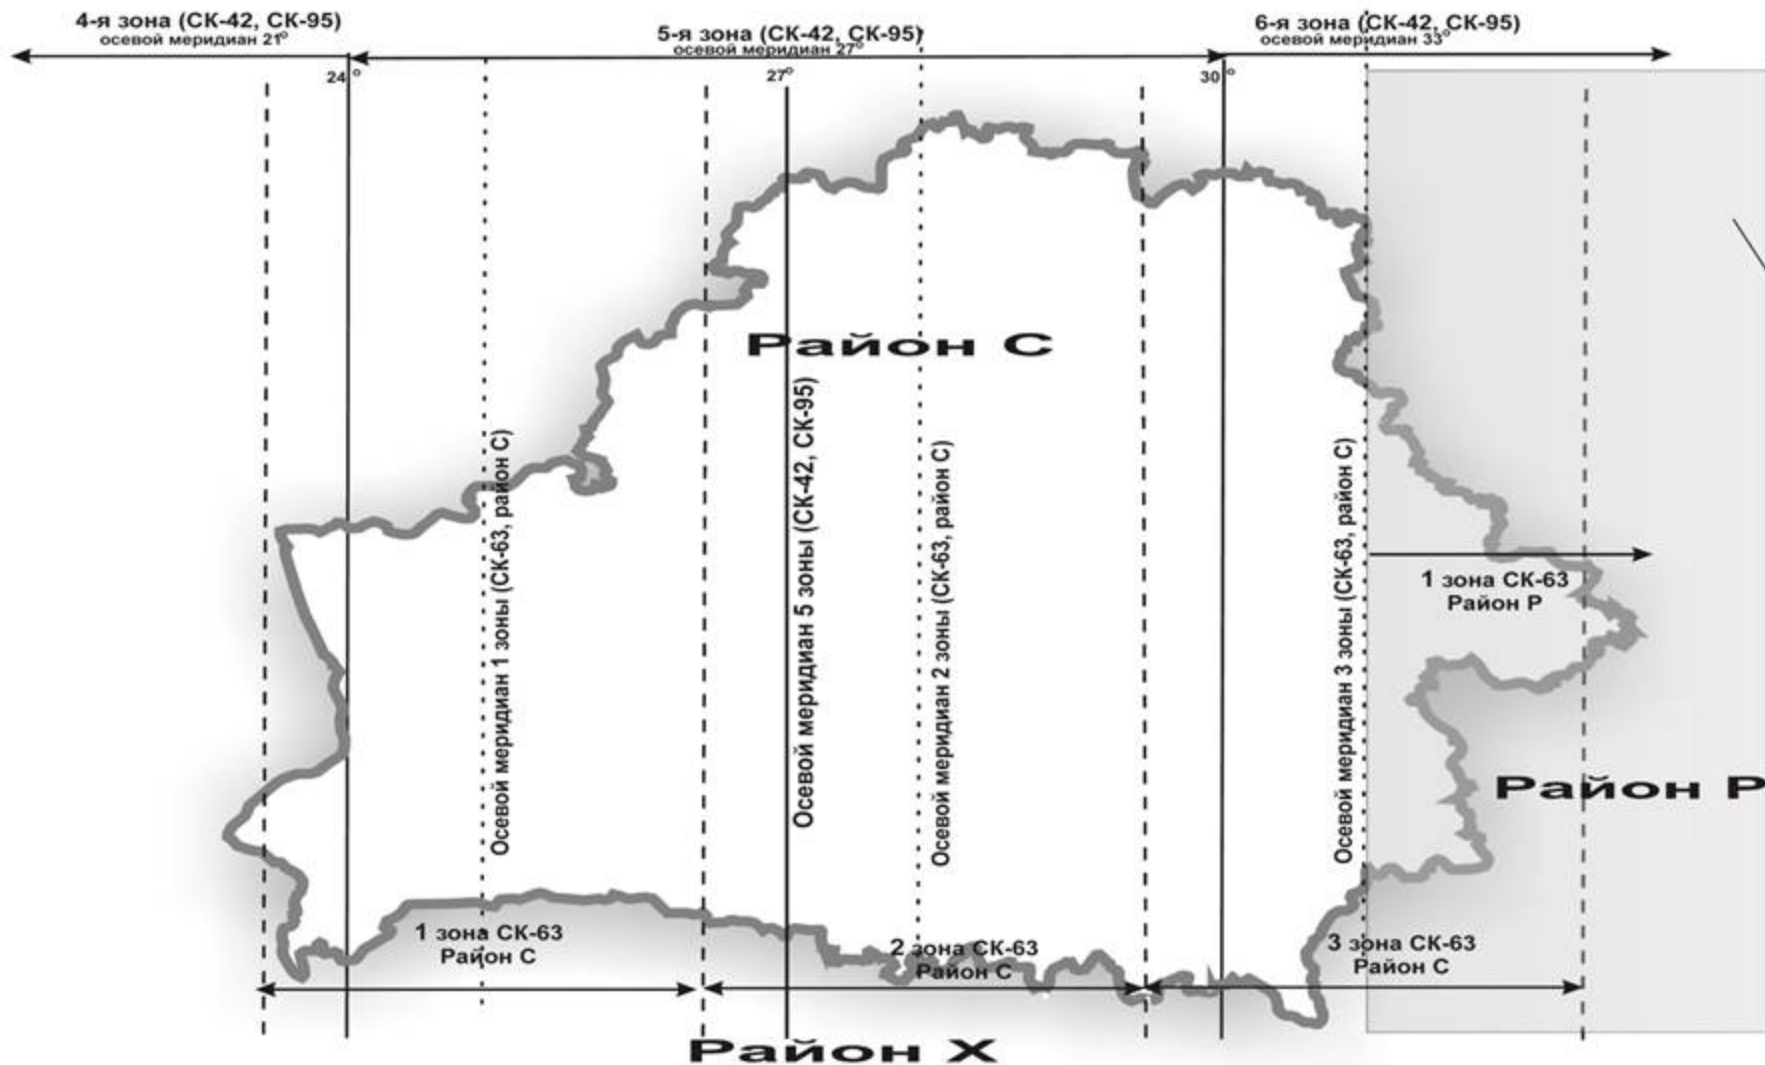 4-я зона (СК-42, СК-95)
осевой меридиан 21°
5-я зона (СК-42, СК-95)
осевой меридиан 27°
6-я зона (СК-42, СК-95)
осевой меридиан 33°
24°
27°
30°
Район С
Осевой меридиан 1 зоны (СК-63, район С)
Осевой меридиан 5 зоны (СК-42, СК-95)
Осевой меридиан 2 зоны (СК-63, район С)
Осевой меридиан 3 зоны (СК-63, район С)
1 зона СК-63
Район Р
Район Р
1 зона СК-63
Район С
2 зона СК-63
Район С
3 зона СК-63
Район С
Район Х